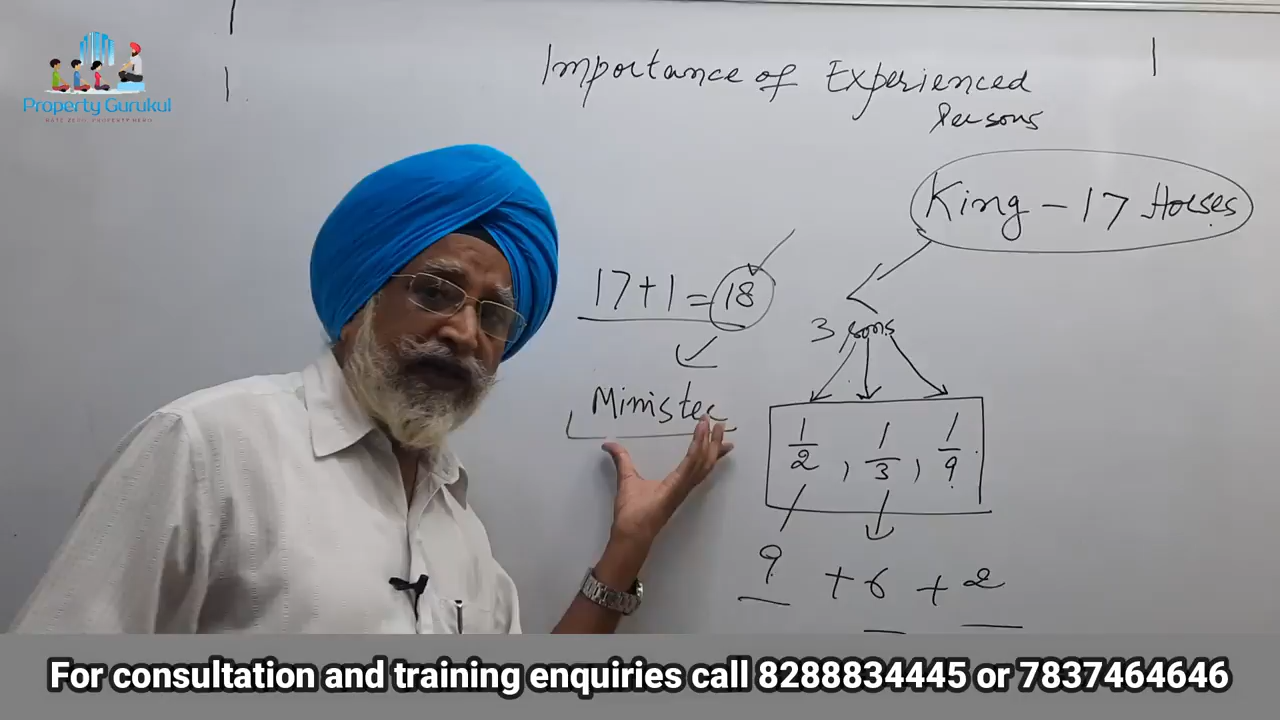 Property Gurukul
Importance of Experienced
Persons
King - 17 Horses
17+1=18
3 sons
Minister
1/2, 1/3, 1/9
9 + 6 + 2
For consultation and training enquiries call 8288834445 or 7837464646